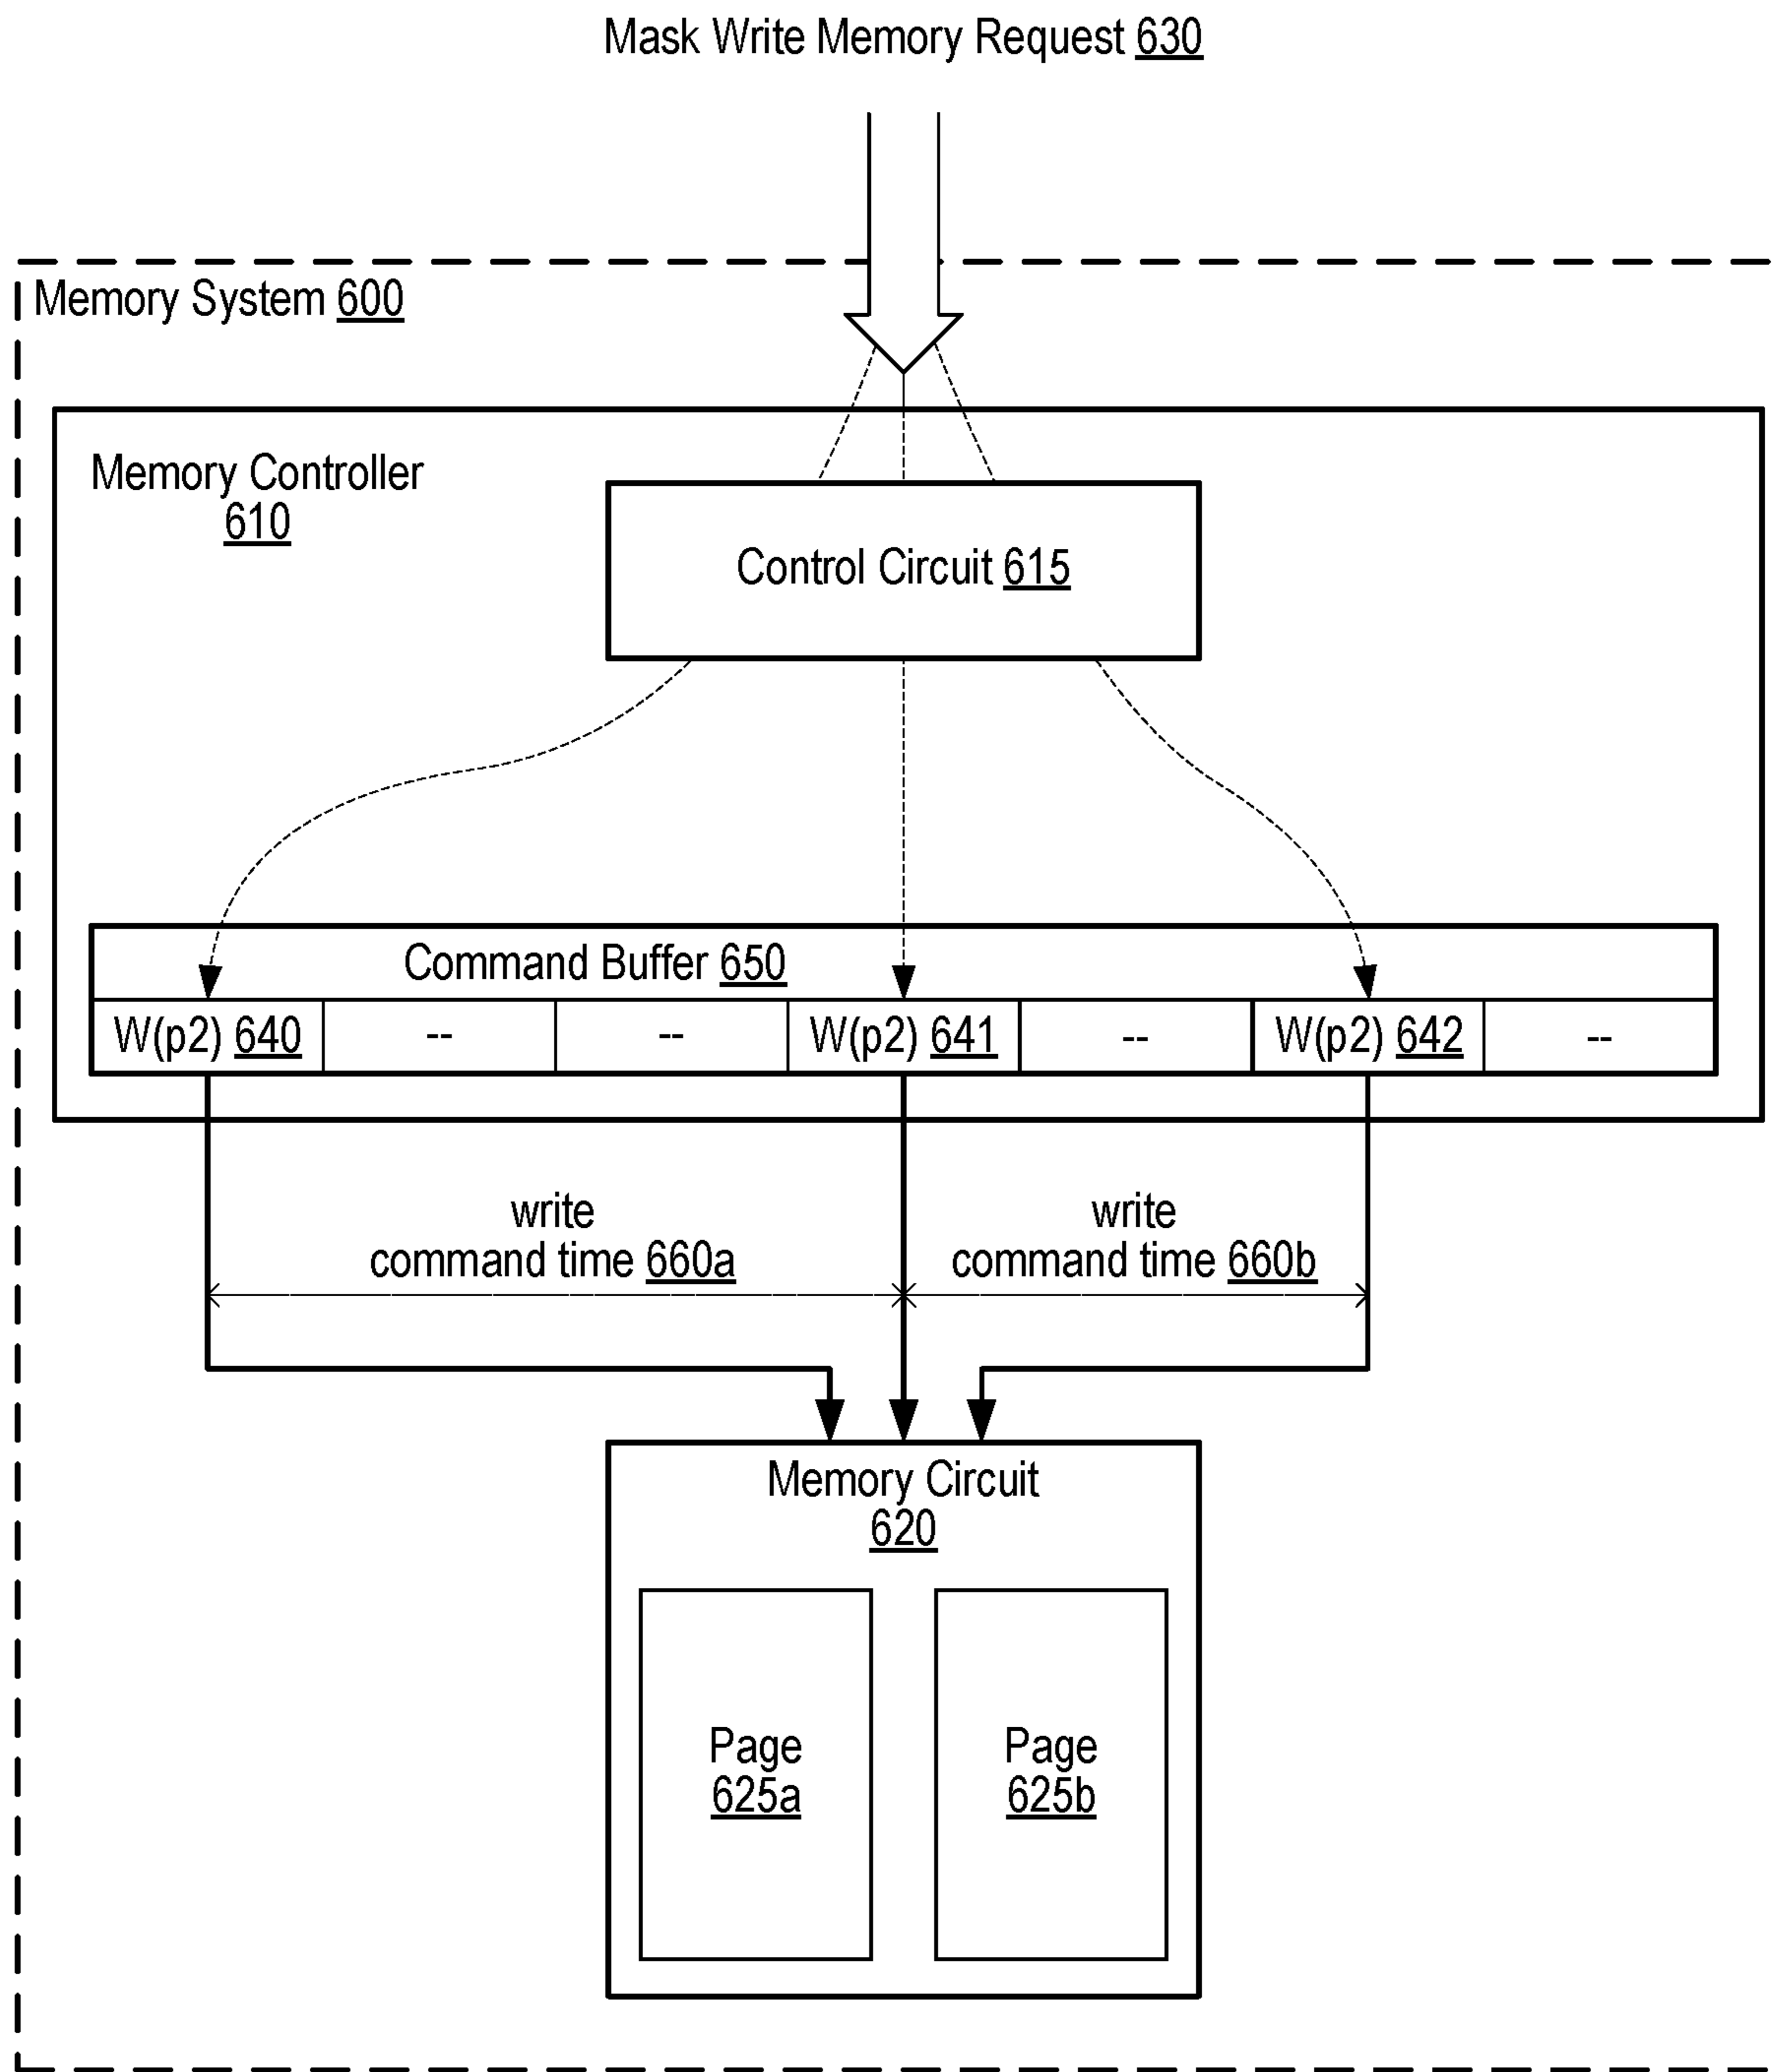 Mask Write Memory Request 630
Memory System 600
Memory Controller
610
Control Circuit 615
Command Buffer 650
W(p2) 640 -- -- W(p2) 641 -- W(p2) 642 --
write
command time 660a
write
command time 660b
Memory Circuit
620
Page
625a
Page
625b